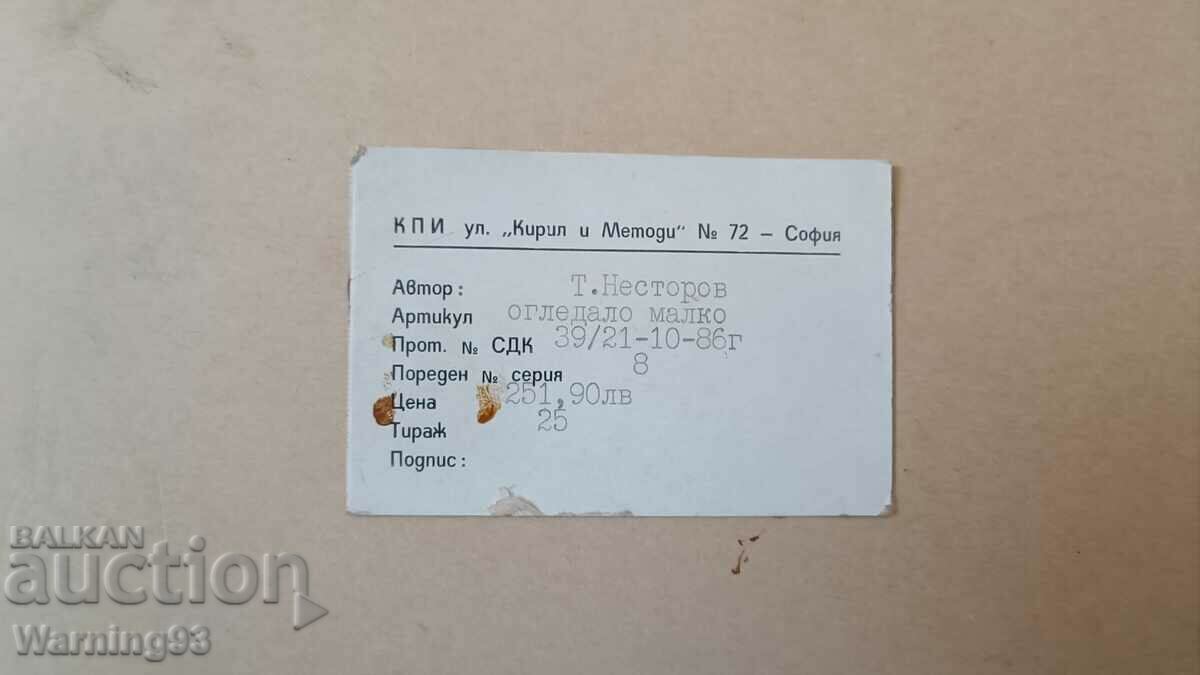 КПИ ул. „Кирил и Методи“ № 72 – София
Автор: Т.Несторов
Артикул огледало малко
Прот. № СДК 39/21-10-86г
Пореден № серия 8
Цена 251,90лв
Тираж 25
Подпис:
BALKAN
auction
Warning93